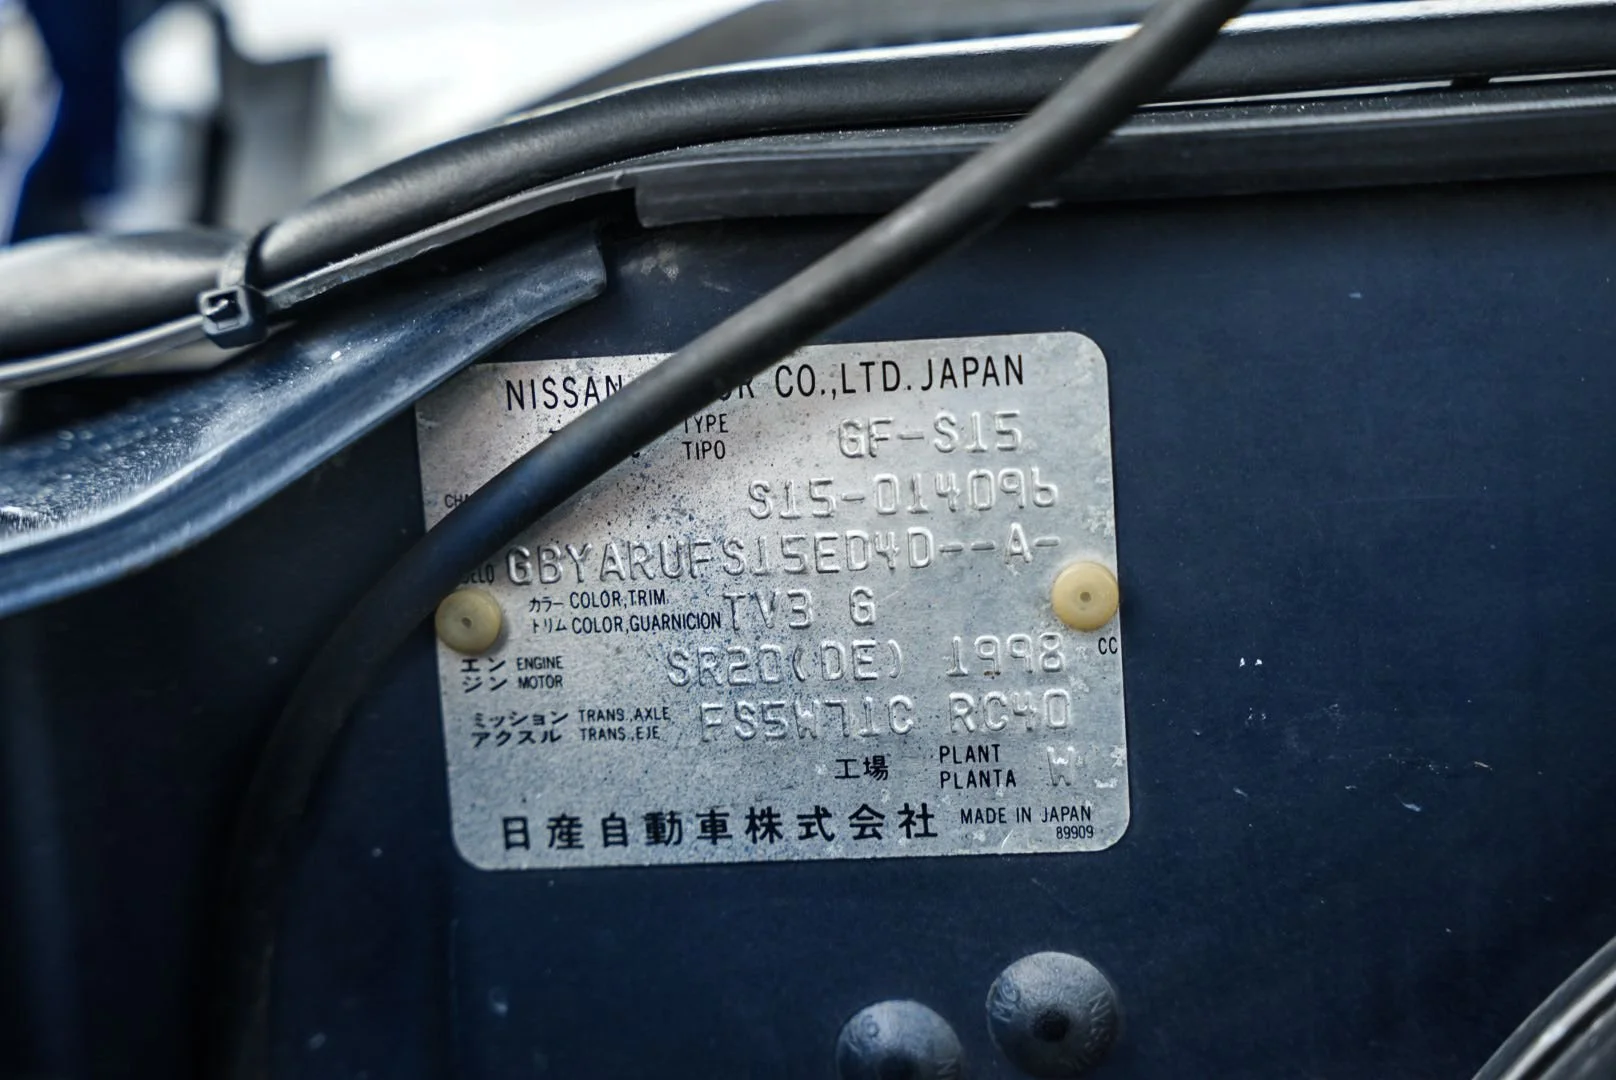 NISSAN CO.,LTD. JAPAN
TYPE
TIPO GF-S15
S15-014096
GBYARUFS15ED4D--A-
カラー COLOR,TRIM
トリム COLOR,GUARNICION TV3 G
エン ENGINE
ジン MOTOR SR20(DE) 1998 CC
ミッション TRANS.,AXLE
アクスル TRANS.,EJE FS5W71C RC40
工場 PLANT
PLANTA W
日産自動車株式会社 MADE IN JAPAN
89909